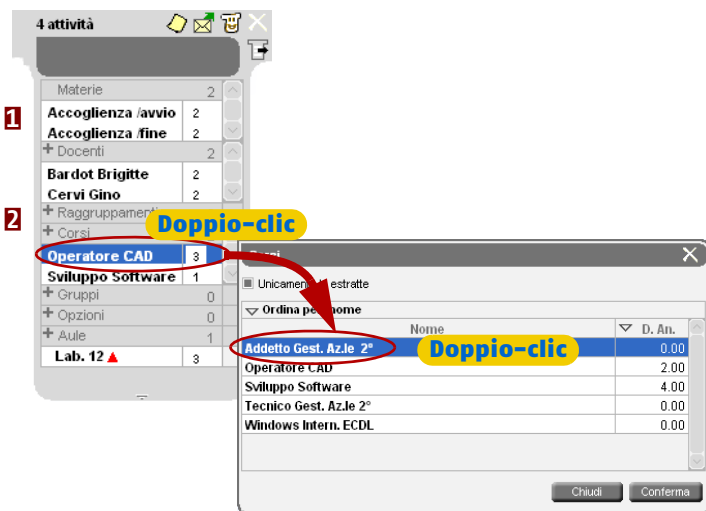 4 attività
Materie 2
1
Accoglienza /avvio 2
Accoglienza /fine 2
+ Docenti 2
Bardot Brigitte 2
Cervi Gino 2
2
+ Raggruppamenti
+ Corsi
Doppio-clic
Operatore CAD 3
Sviluppo Software 1
+ Gruppi 0
+ Opzioni 0
+ Aule 1
Lab. 12 3
Corsi
Unicamente estratte
Ordina per nome
Nome D. An.
Addetto Gest. Az.le 2° 0.00
Doppio-clic
Operatore CAD 2.00
Sviluppo Software 4.00
Tecnico Gest. Az.le 2° 0.00
Windows Intern. ECDL 0.00
Chiudi Conferma